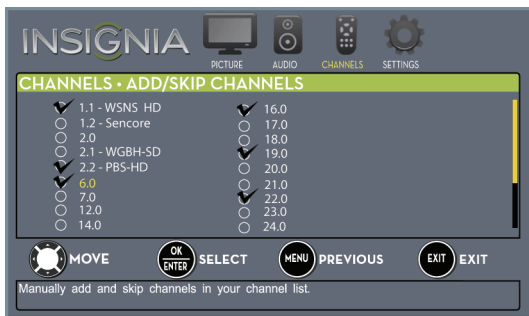 INSIGNIA
PICTURE AUDIO CHANNELS SETTINGS
CHANNELS • ADD/SKIP CHANNELS
1.1 - WSNS HD
1.2 - Sencore
2.0
2.1 - WGBH-SD
2.2 - PBS-HD
6.0
7.0
12.0
14.0
16.0
17.0
18.0
19.0
20.0
21.0
22.0
23.0
24.0
MOVE OK ENTER SELECT MENU PREVIOUS EXIT EXIT
Manually add and skip channels in your channel list.